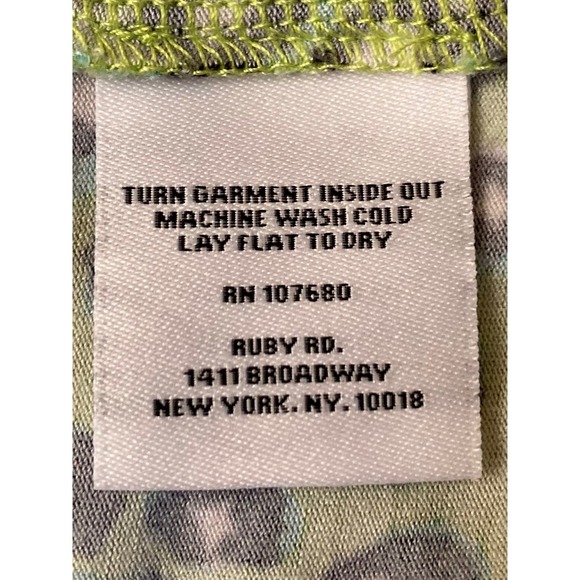 TURN GARMENT INSIDE OUT
MACHINE WASH COLD
LAY FLAT TO DRY
RN 107680
RUBY RD.
1411 BROADWAY
NEW YORK. NY. 10018